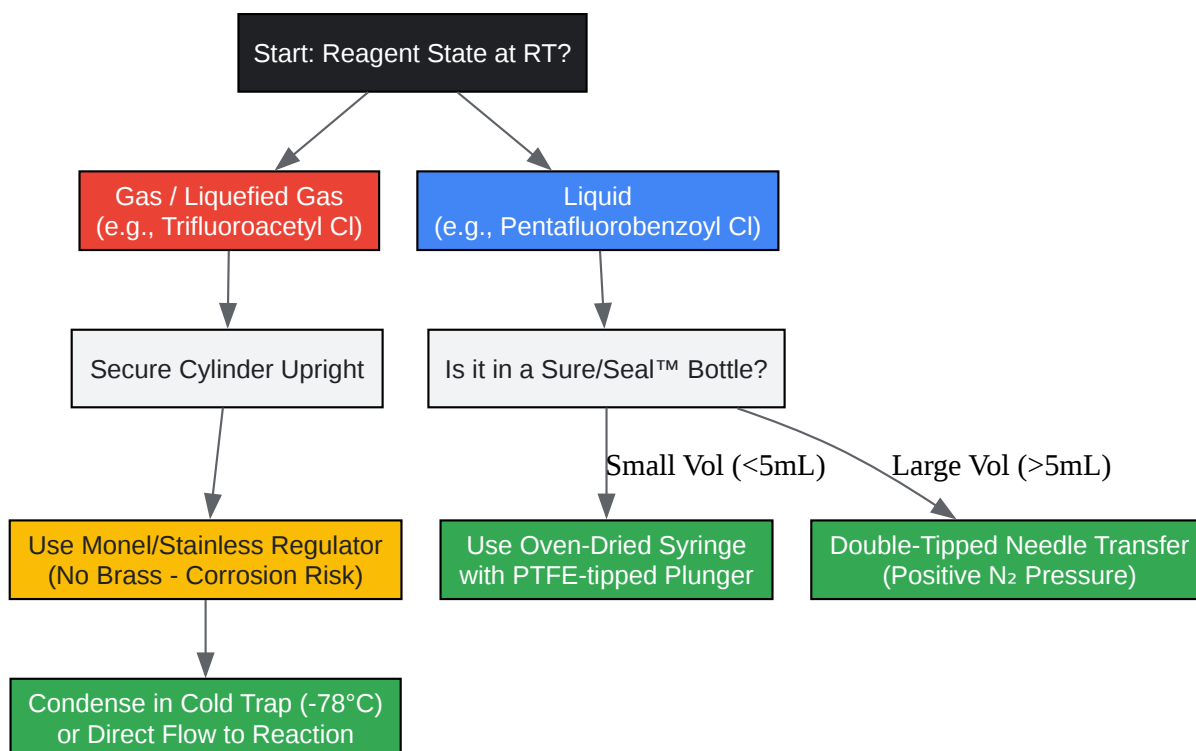 Start: Reagent State at RT?
Gas / Liquefied Gas
(e.g., Trifluoroacetyl Cl)
Liquid
(e.g., Pentafluorobenzoyl Cl)
Secure Cylinder Upright
Is it in a Sure/Seal™ Bottle?
Small Vol (<5mL)
Large Vol (>5mL)
Use Monel/Stainless Regulator
(No Brass - Corrosion Risk)
Use Oven-Dried Syringe
with PTFE-tipped Plunger
Double-Tipped Needle Transfer
(Positive N₂ Pressure)
Condense in Cold Trap (-78°C)
or Direct Flow to Reaction